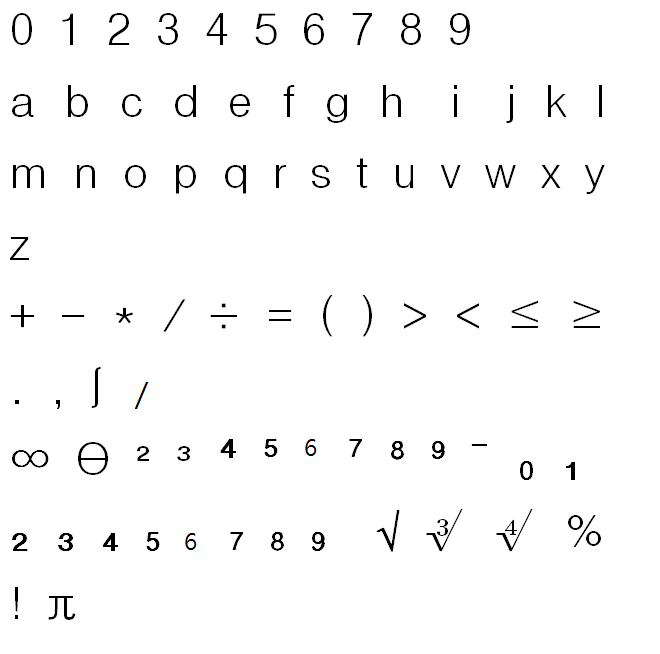 0 1 2 3 4 5 6 7 8 9
a b c d e f g h i j k l
m n o p q r s t u v w x y
z
+ − * / ÷ = ( ) > < ≤ ≥
. , ∫ /
∞ θ ² ³ ⁴ ⁵ ⁶ ⁷ ⁸ ⁹ ⁻ ₀ ₁
₂ ₃ ₄ ₅ ₆ ₇ ₈ ₉ √ ∛ ∜ %
! π